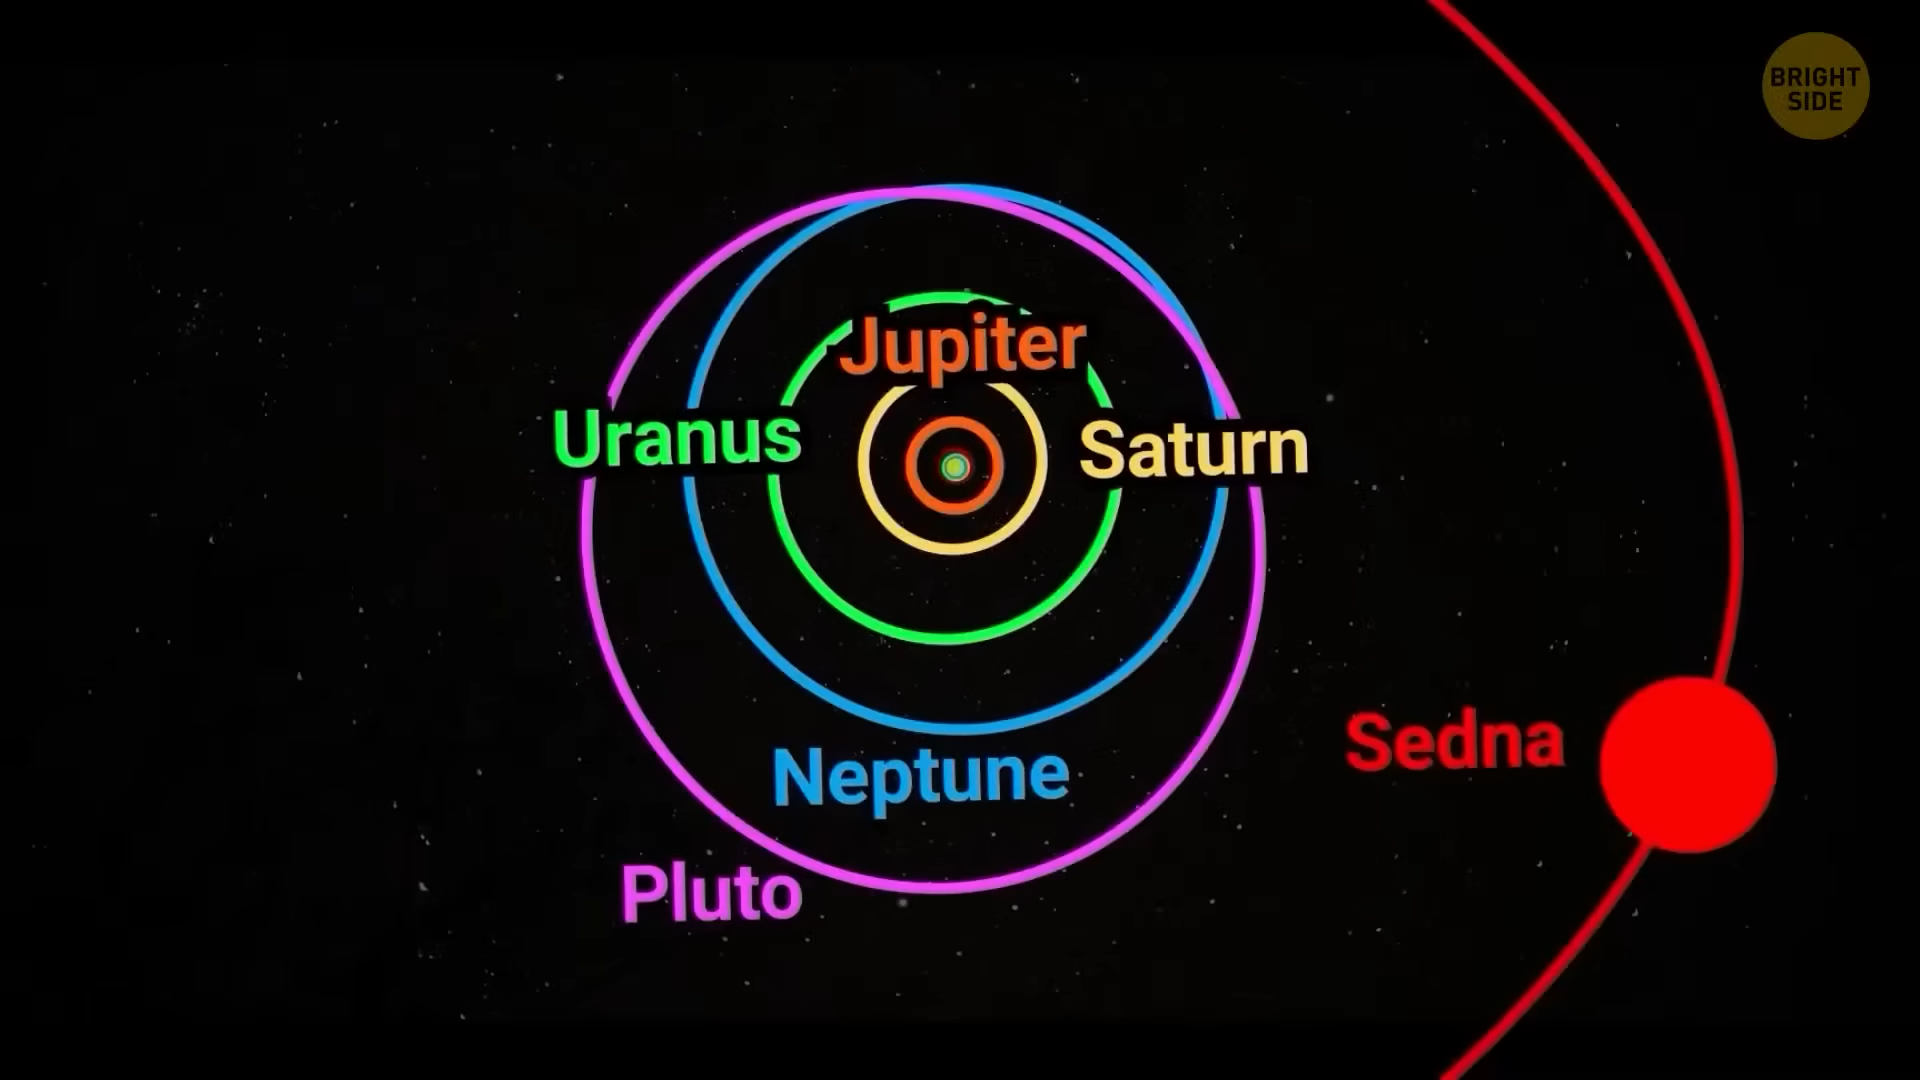 BRIGHT
SIDE
Jupiter
Uranus
Saturn
Sedna
Neptune
Pluto